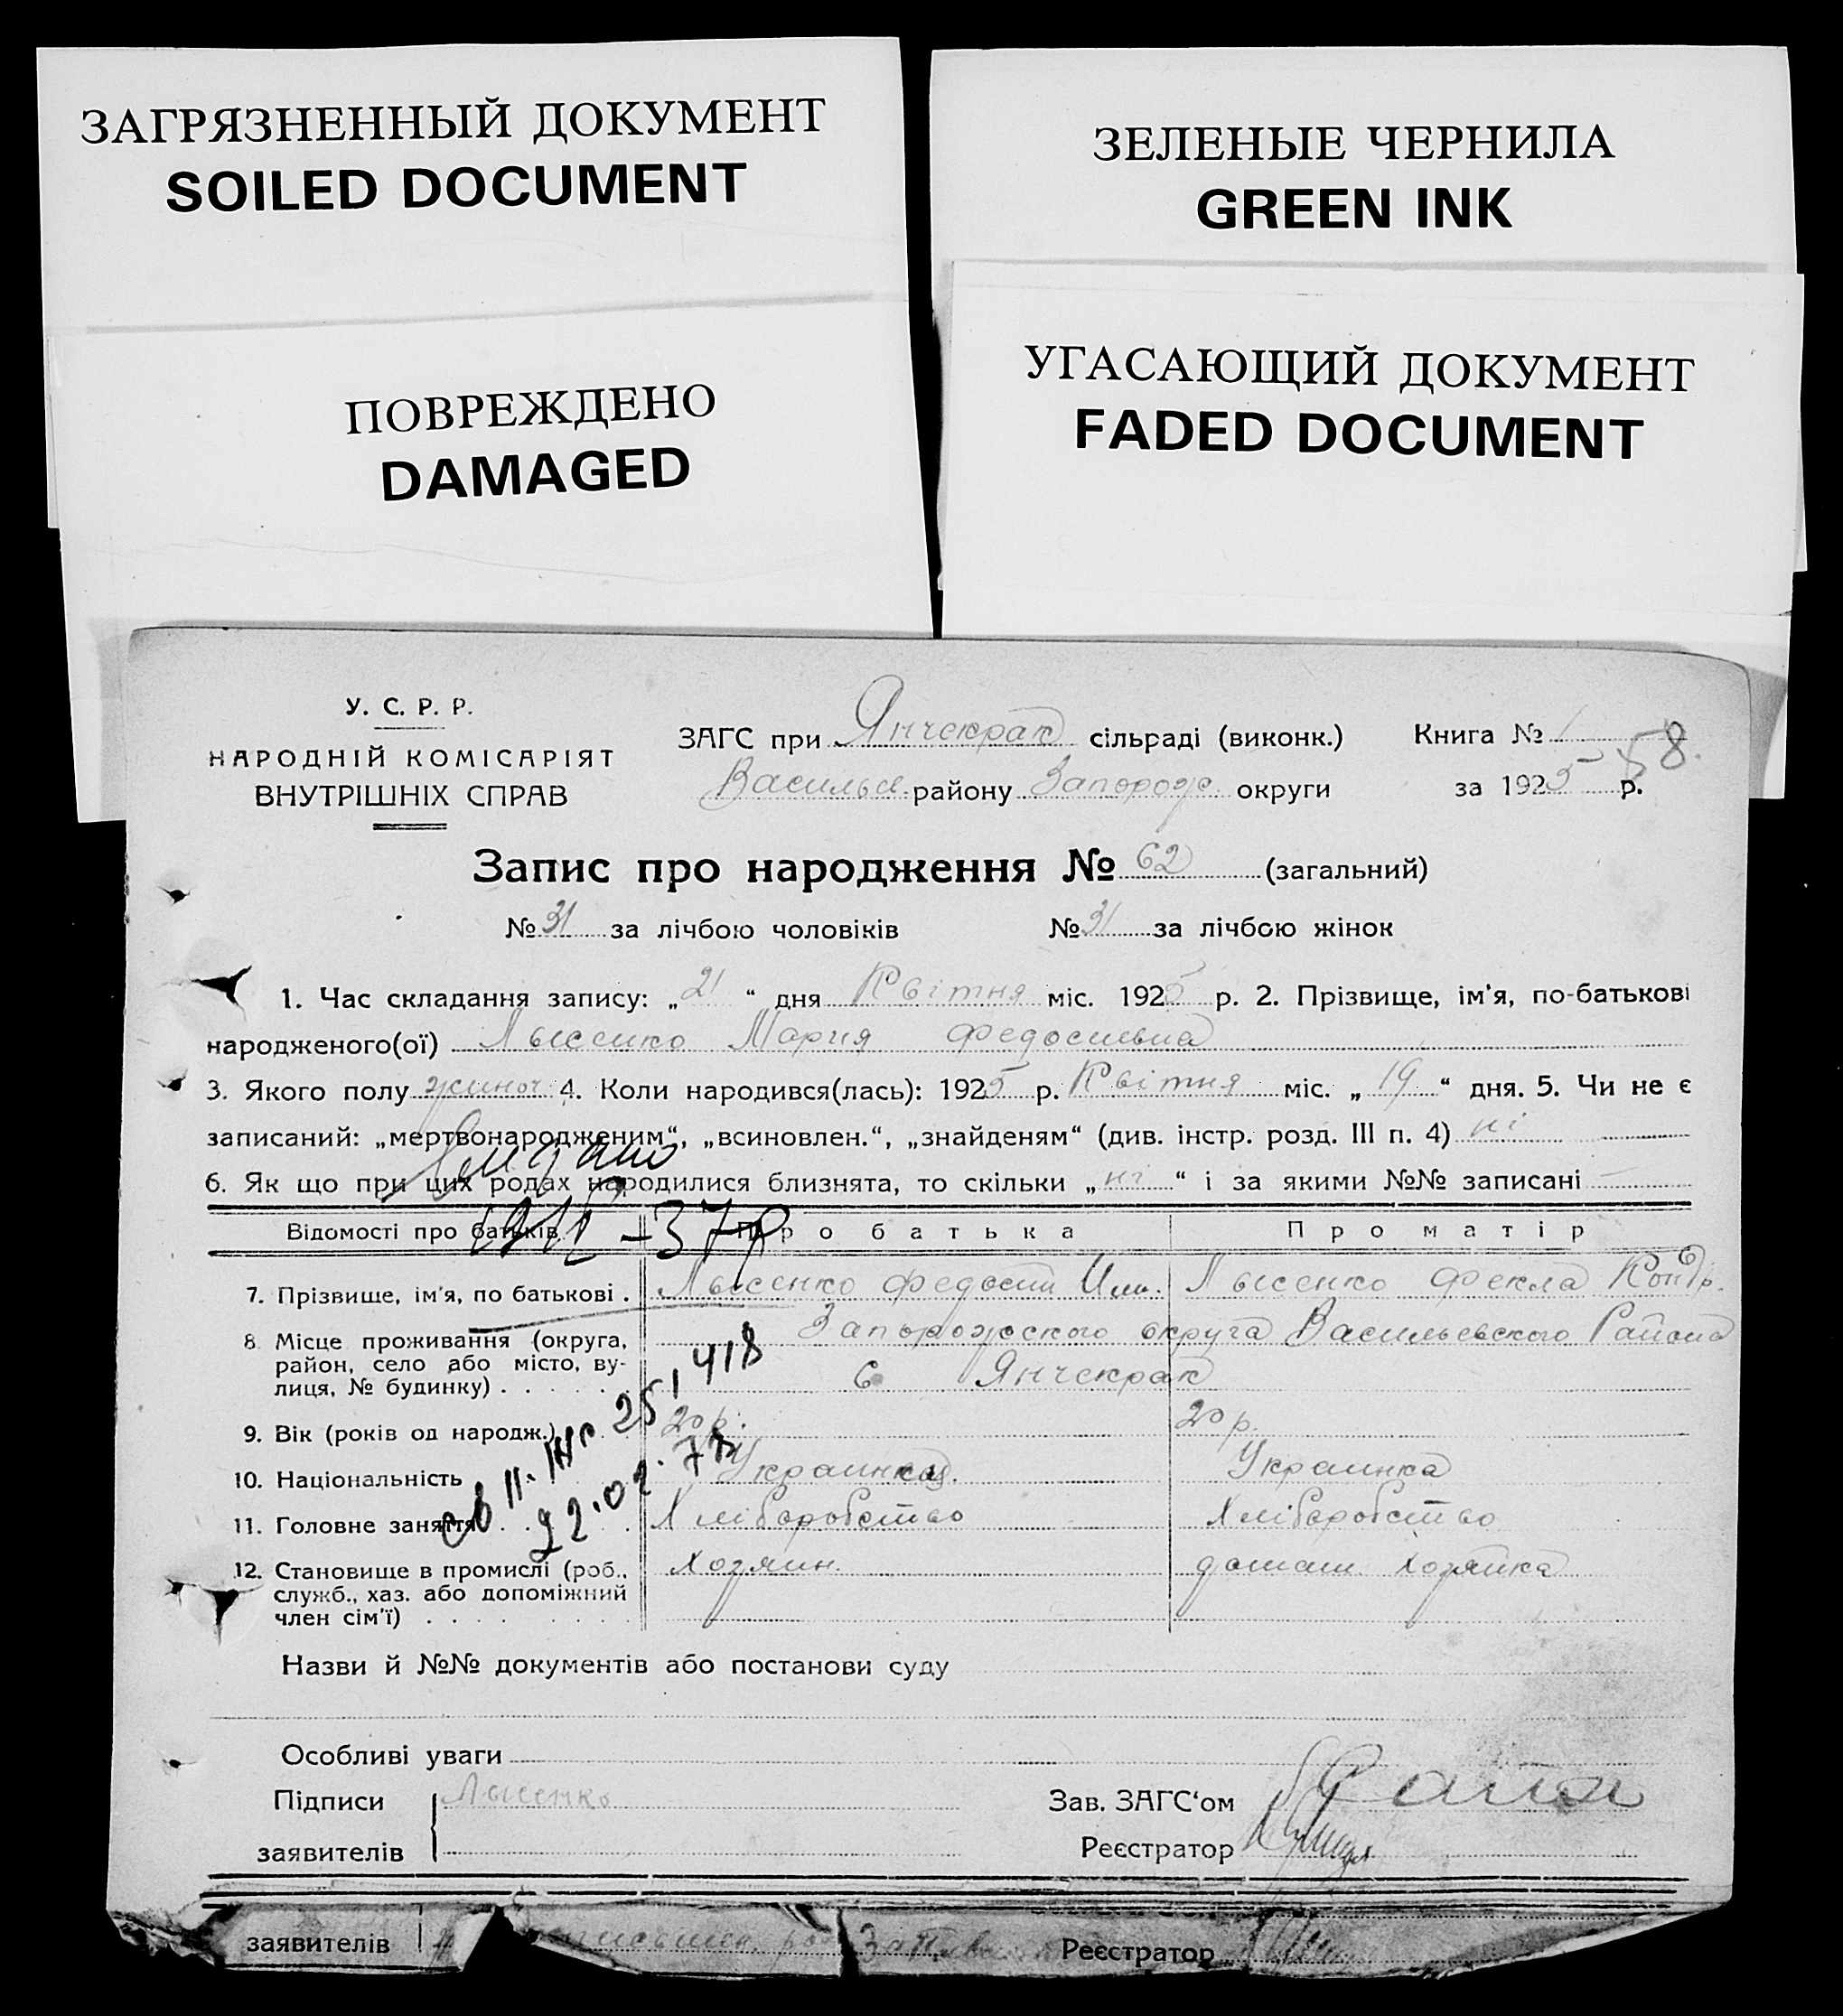 ЗАГРЯЗНЕННЫЙ ДОКУМЕНТ
SOILED DOCUMENT
ПОВРЕЖДЕНО
DAMAGED
ЗЕЛЕНЫЕ ЧЕРНИЛА
GREEN INK
УГАСАЮЩИЙ ДОКУМЕНТ
FADED DOCUMENT
У. С. Р. Р.
НАРОДНІЙ КОМІСАРІЯТ
ВНУТРІШНІХ СПРАВ
ЗАГС при Янчекрак сільраді (виконк.)
Васильев. району Запорож. округи
Книга № 1
58.
за 1925 р.
Запис про народження № 62 (загальний)
№ 31 за лічбою чоловіків № 31 за лічбою жінок
1. Час складання запису: „21“ дня Квітня міс. 1925 р. 2. Прізвище, ім'я, по-батькові
народженого(ої) Лысенко Мария Федосиевна
3. Якого полу жиноч. 4. Коли народився(лась): 1925 р. Квітня міс. „19“ дня. 5. Чи не є
записаний: „мертвонародженим“, „всиновлен.“, „знайденям“ (див. інстр. розд. III п. 4) ні
6. Як що при цих родах народилися близнята, то скільки „ні“ і за якими №№ записані —
Відомості про батьків Про батька Про матір
7. Прізвище, ім'я, по батькові . Лысенко Федосий Лысенко Фекла Кондр.
8. Місце проживання (округа, Запорожского округа Васильевского Района
район, село або місто, ву-
лиця, № будинку) . . . . . с Янчекрак
9. Вік (років од народж.) 20 р. 20 р.
10. Національність Украинец. Украинка
11. Головне заняття Хліборобство Хліборобство
12. Становище в промислі (роб., хозяин. домаш. хозяйка
служб., хаз. або допоміжний
член сім'ї) . . . . .
Назви й №№ документів або постанови суду
Особливі уваги
Підписи Лысенко Зав. ЗАГС'ом
заявителів Реєстратор
заявителів Реєстратор